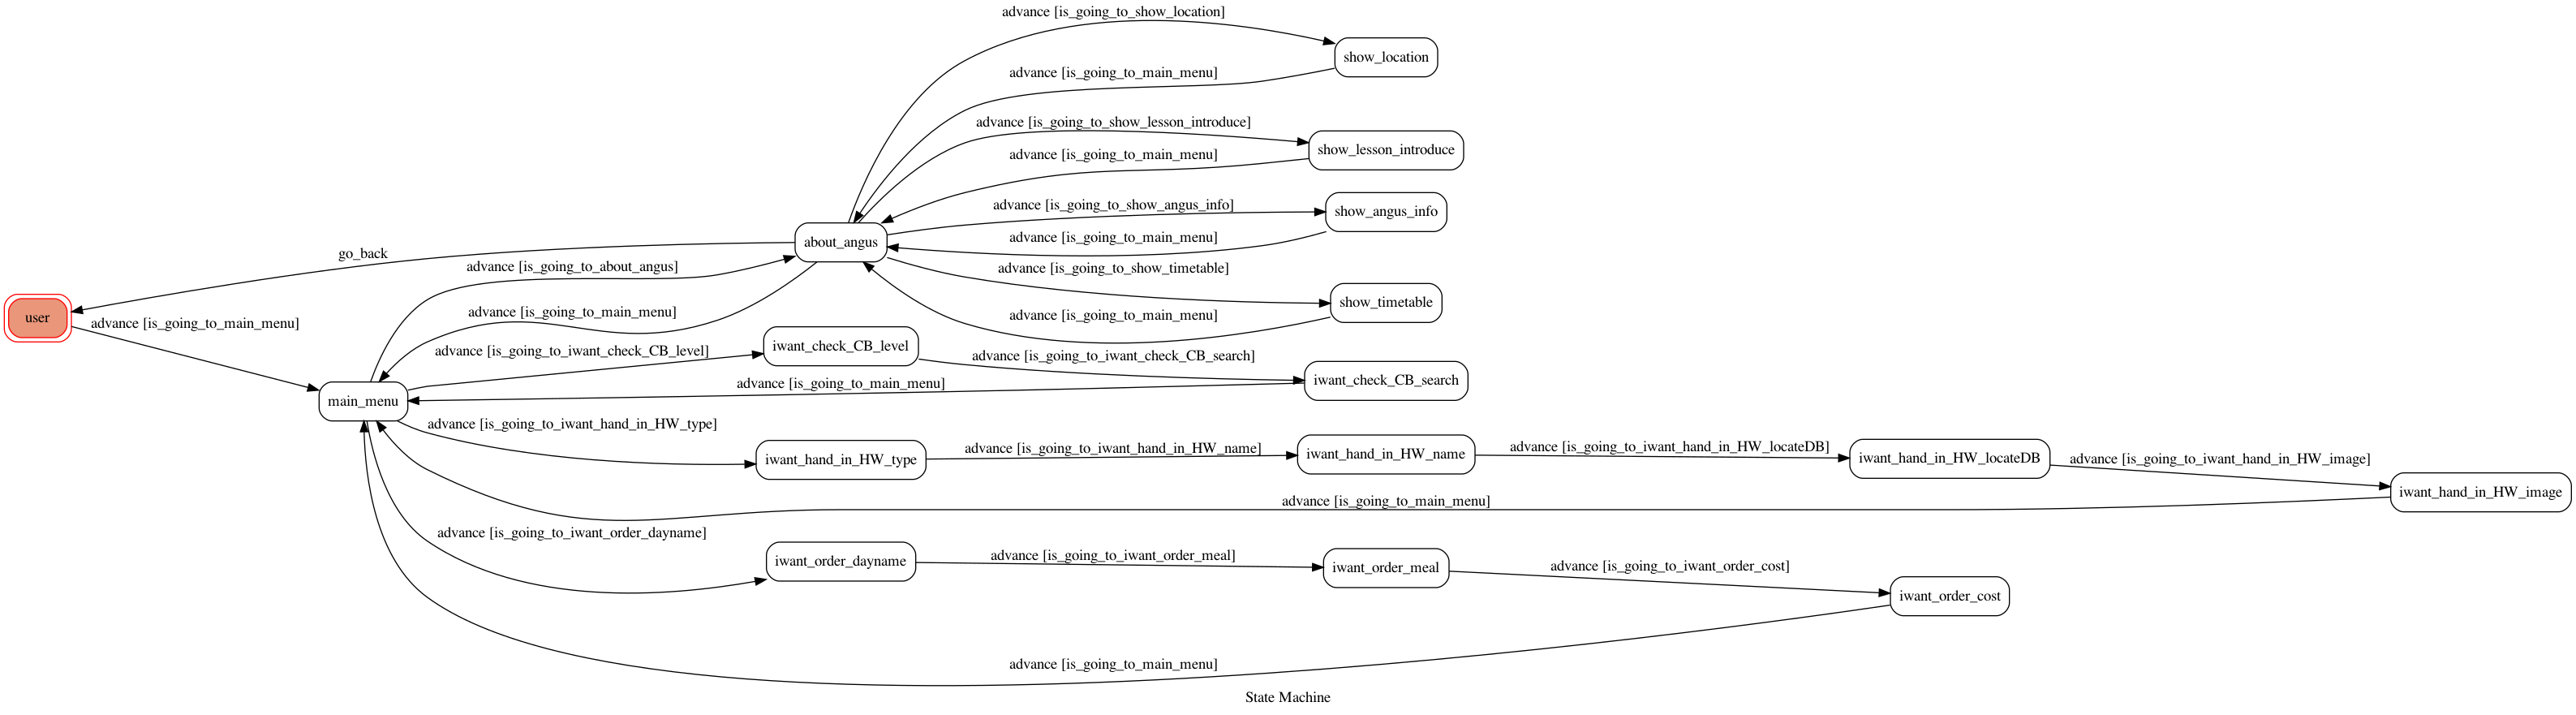 advance [is_going_to_show_location]
show_location
advance [is_going_to_main_menu]
advance [is_going_to_show_lesson_introduce]
show_lesson_introduce
advance [is_going_to_main_menu]
advance [is_going_to_show_angus_info]
show_angus_info
advance [is_going_to_main_menu]
about_angus
go_back
advance [is_going_to_about_angus]
advance [is_going_to_show_timetable]
show_timetable
advance [is_going_to_main_menu]
advance [is_going_to_main_menu]
user
advance [is_going_to_main_menu]
iwant_check_CB_level
advance [is_going_to_iwant_check_CB_level]
advance [is_going_to_iwant_check_CB_search]
iwant_check_CB_search
advance [is_going_to_main_menu]
main_menu
advance [is_going_to_iwant_hand_in_HW_type]
iwant_hand_in_HW_type
advance [is_going_to_iwant_hand_in_HW_name]
iwant_hand_in_HW_name
advance [is_going_to_iwant_hand_in_HW_locateDB]
iwant_hand_in_HW_locateDB
advance [is_going_to_iwant_hand_in_HW_image]
iwant_hand_in_HW_image
advance [is_going_to_main_menu]
advance [is_going_to_iwant_order_dayname]
iwant_order_dayname
advance [is_going_to_iwant_order_meal]
iwant_order_meal
advance [is_going_to_iwant_order_cost]
iwant_order_cost
advance [is_going_to_main_menu]
State Machine